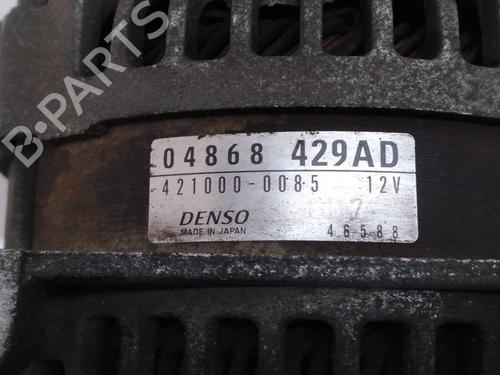 B-PARTS
04868 429AD
421000-0085 12V
DENSO
MADE IN JAPAN 46588